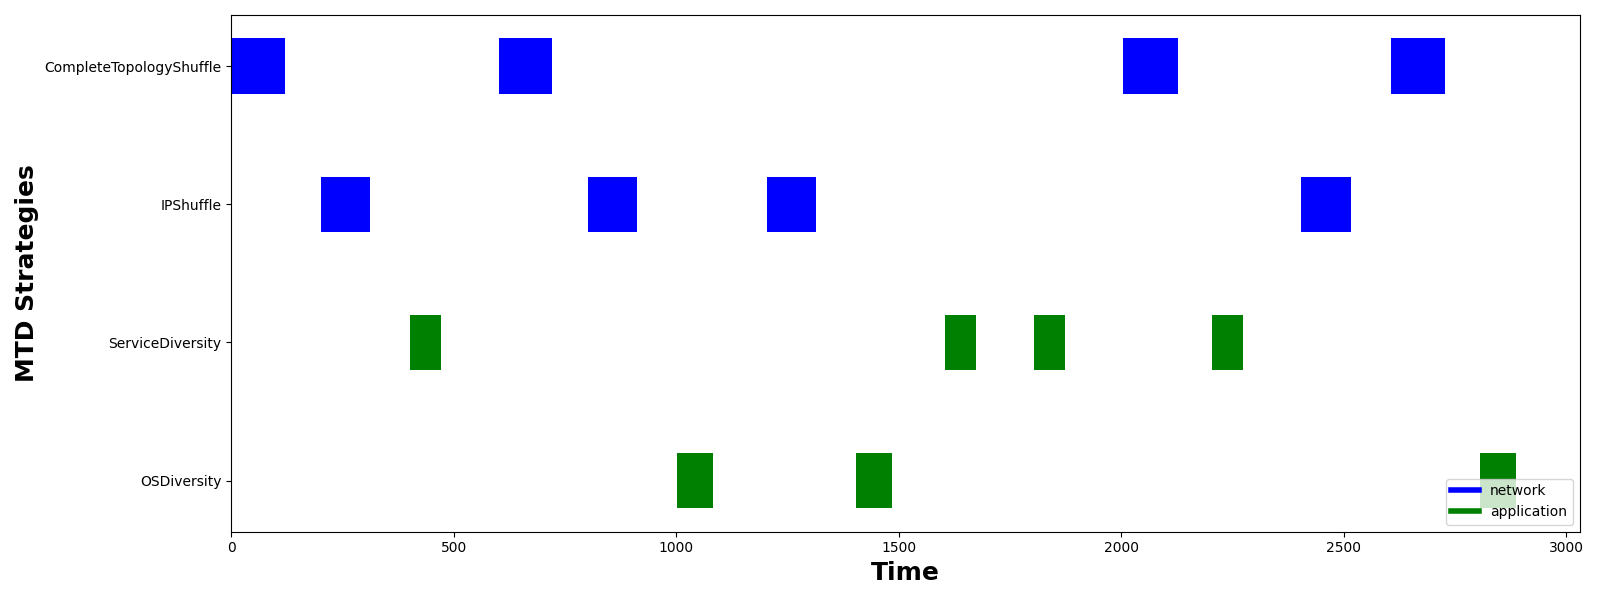 MTD Strategies
CompleteTopologyShuffle
IPShuffle
ServiceDiversity
OSDiversity
network
application
0 500 1000 1500 2000 2500 3000
Time